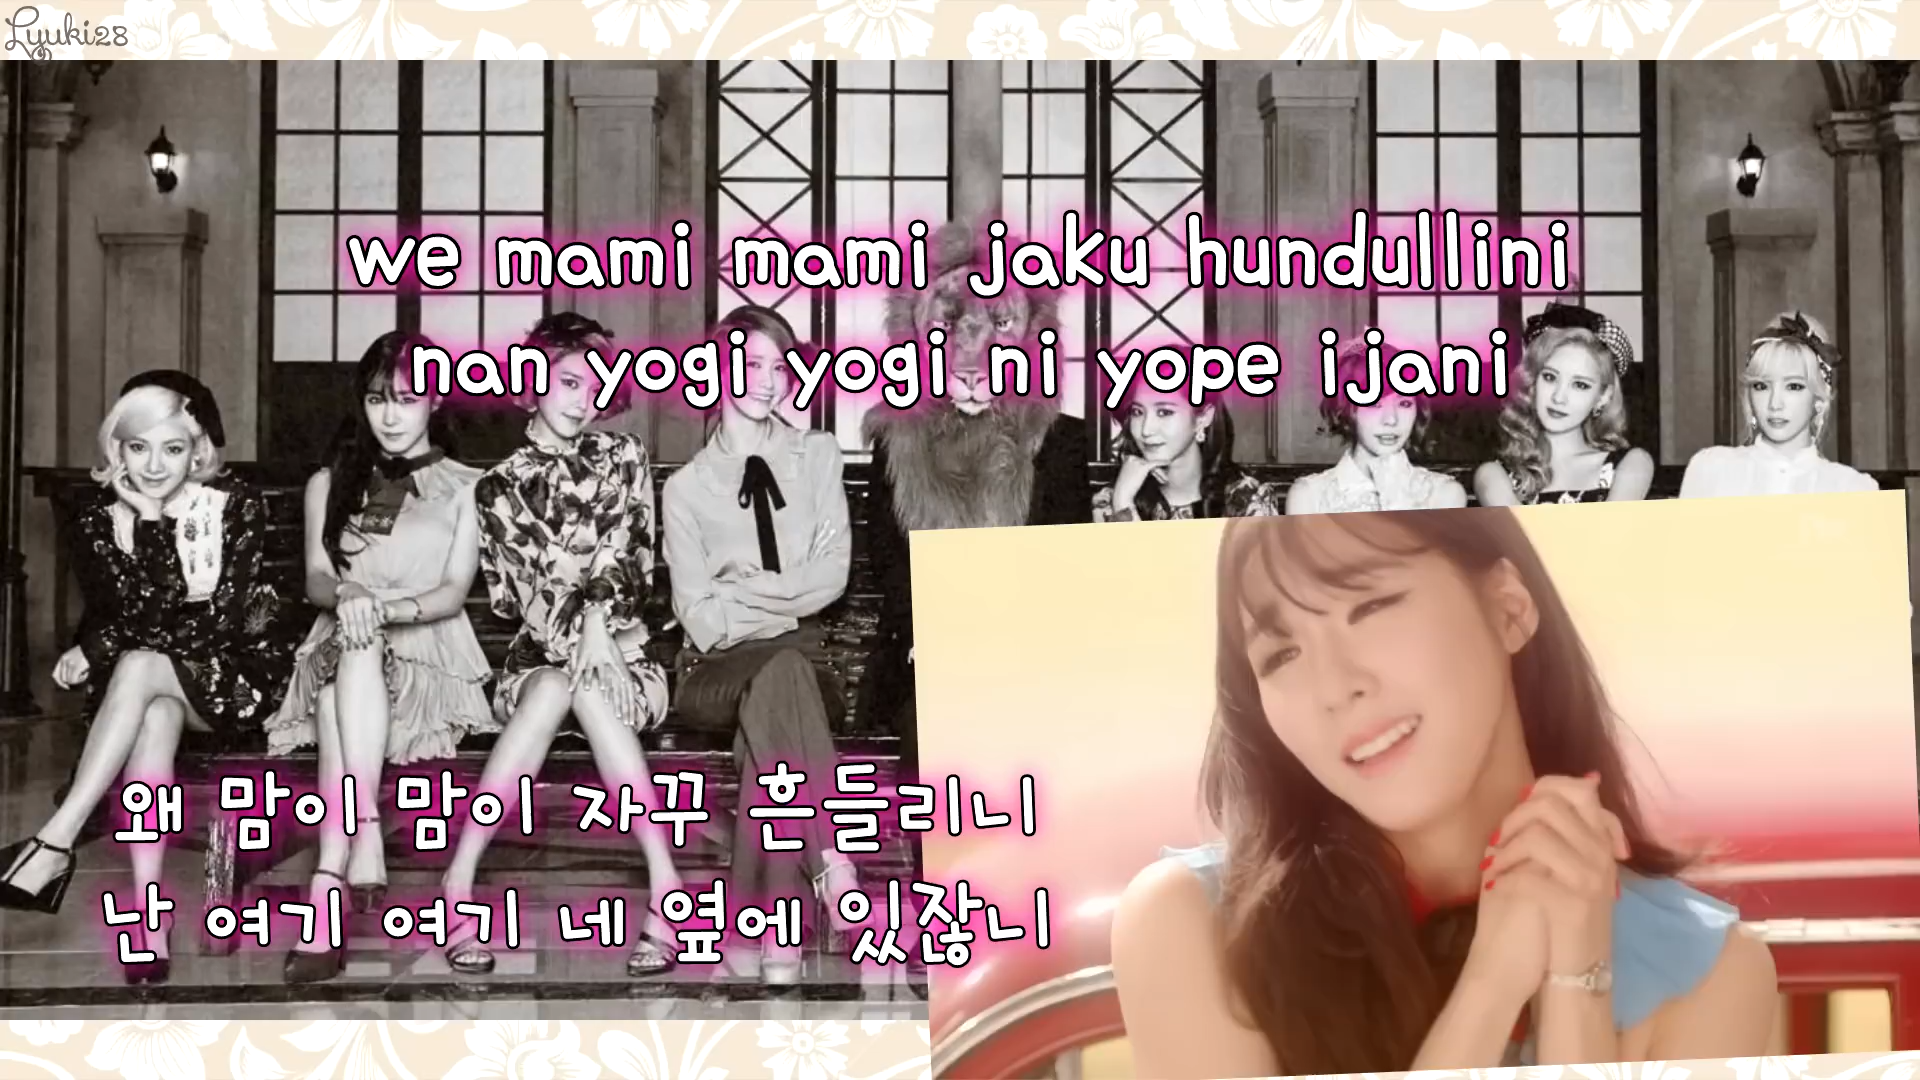 Lyuki28
we mami mami jaku hundullini
nan yogi yogi ni yope ijani
왜 맘이 맘이 자꾸 흔들리니
난 여기 여기 네 옆에 있잖니